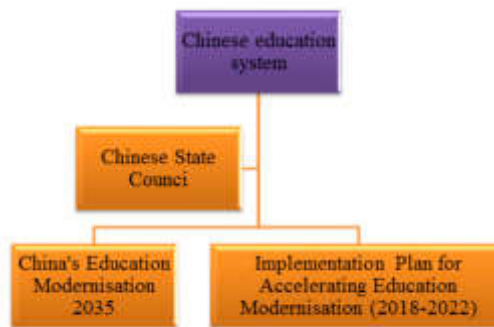 Chinese education
system
Chinese State
Counci
China's Education
Modernisation
2035
Implementation Plan for
Accelerating Education
Modernisation (2018-2022)